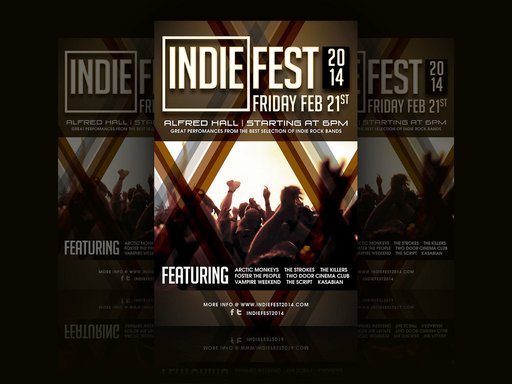 INDIE FEST 2014
FRIDAY FEB 21ST
ALFRED HALL | STARTING AT 6PM
GREAT PERFOMANCES FROM THE BEST SELECTION OF INDIE ROCK BANDS
FEATURING
ARCTIC MONKEYS THE STROKES THE KILLERS
FOSTER THE PEOPLE TWO DOOR CINEMA CLUB
VAMPIRE WEEKEND THE SCRIPT KASABIAN
MORE INFO @ WWW.INDIEFEST2014.COM
INDIEFEST2014